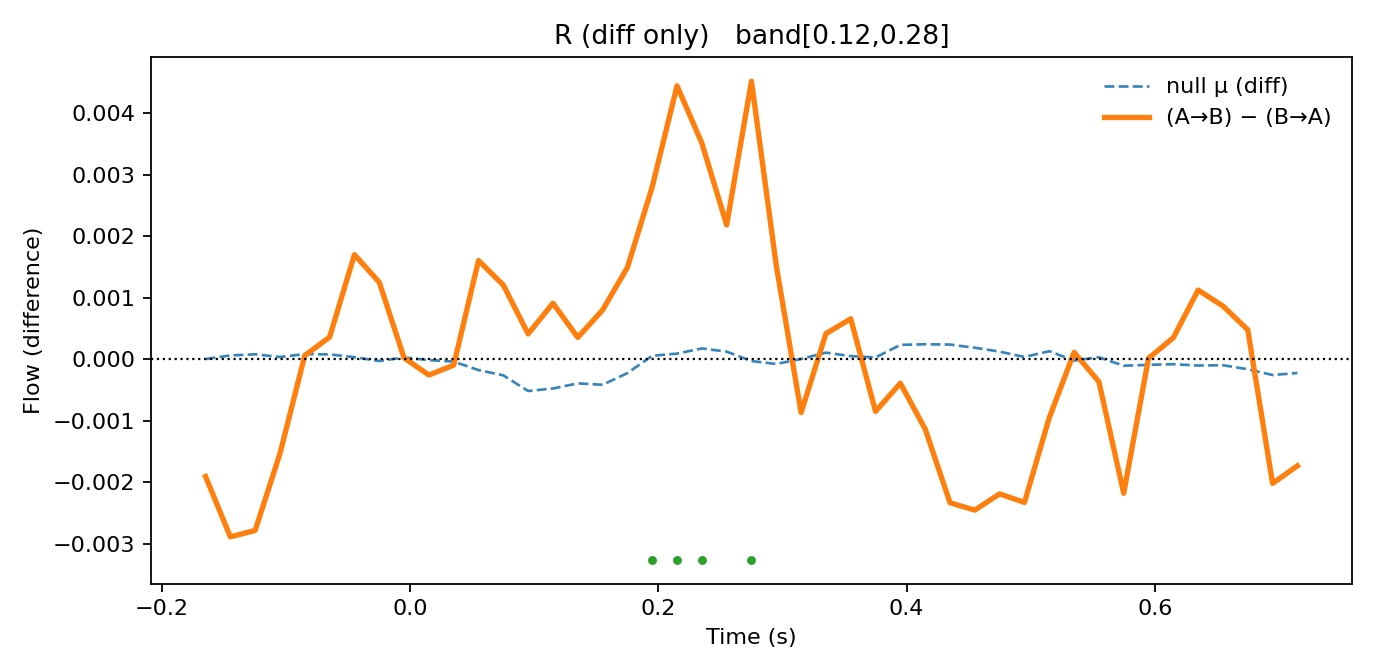 R (diff only)   band[0.12,0.28]
null μ (diff)
(A→B) − (B→A)
Flow (difference)
0.004
0.003
0.002
0.001
0.000
−0.001
−0.002
−0.003
−0.2
0.0
0.2
0.4
0.6
Time (s)